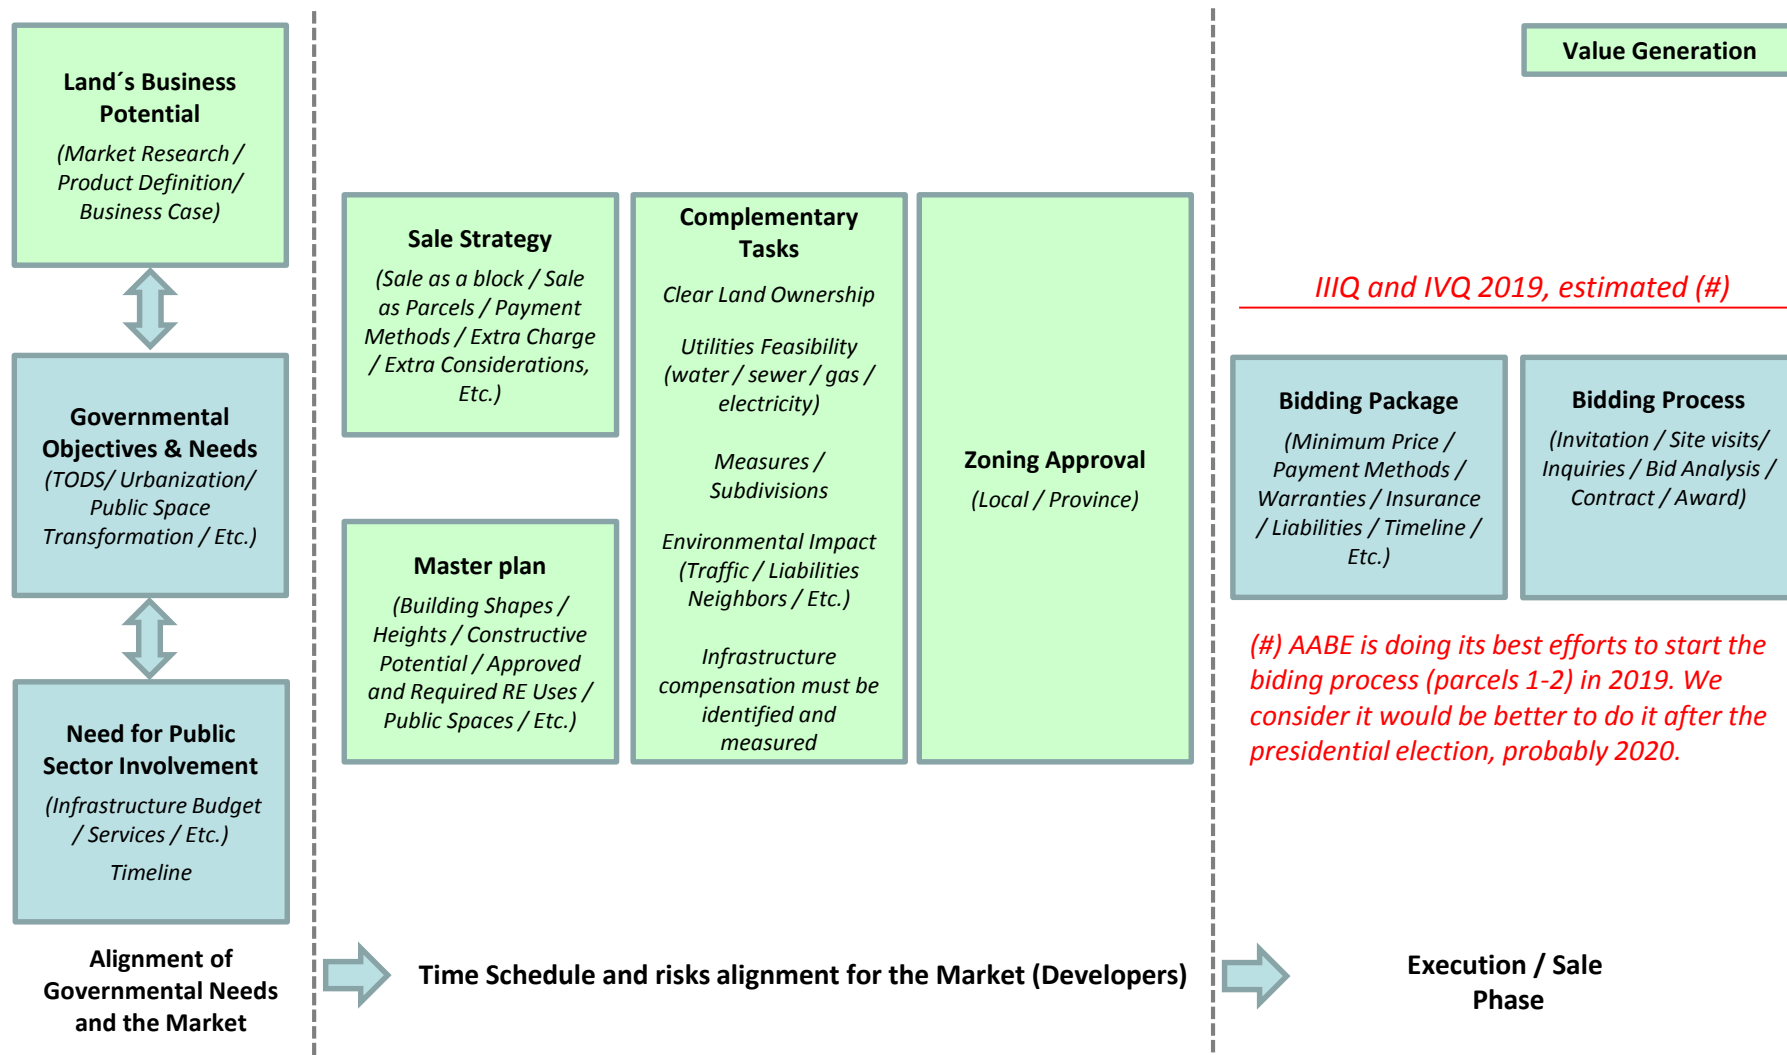 Land´s Business
Potential
(Market Research /
Product Definition/
Business Case)
Governmental
Objectives & Needs
(TODS/ Urbanization/
Public Space
Transformation / Etc.)
Need for Public
Sector Involvement
(Infrastructure Budget
/ Services / Etc.)
Timeline
Alignment of
Governmental Needs
and the Market
Sale Strategy
(Sale as a block / Sale
as Parcels / Payment
Methods / Extra Charge
/ Extra Considerations,
Etc.)
Master plan
(Building Shapes /
Heights / Constructive
Potential / Approved
and Required RE Uses /
Public Spaces / Etc.)
Complementary
Tasks
Clear Land Ownership
Utilities Feasibility
(water / sewer / gas /
electricity)
Measures /
Subdivisions
Environmental Impact
(Traffic / Liabilities
Neighbors / Etc.)
Infrastructure
compensation must be
identified and
measured
Zoning Approval
(Local / Province)
Time Schedule and risks alignment for the Market (Developers)
Value Generation
IIIQ and IVQ 2019, estimated (#)
Bidding Package
(Minimum Price /
Payment Methods /
Warranties / Insurance
/ Liabilities / Timeline /
Etc.)
Bidding Process
(Invitation / Site visits/
Inquiries / Bid Analysis /
Contract / Award)
(#) AABE is doing its best efforts to start the
biding process (parcels 1-2) in 2019. We
consider it would be better to do it after the
presidential election, probably 2020.
Execution / Sale
Phase